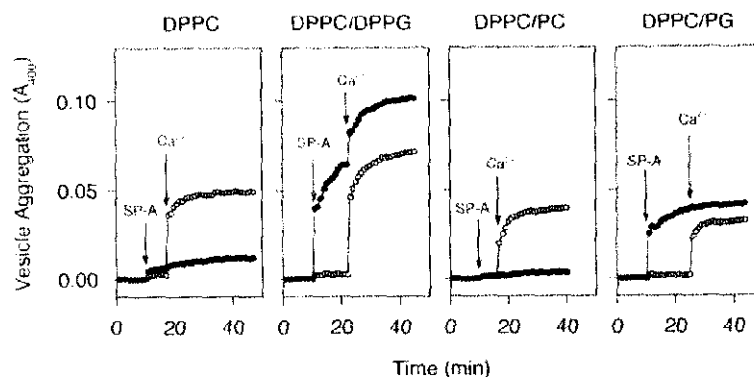 DPPC DPPC/DPPG DPPC/PC DPPC/PG
Vesicle Aggregation (A400)
0.10
0.05
0.00
SP-A Ca
SP-A Ca
SP-A Ca
SP-A Ca
0 20 40 0 20 40 0 20 40 0 20 40
Time (min)